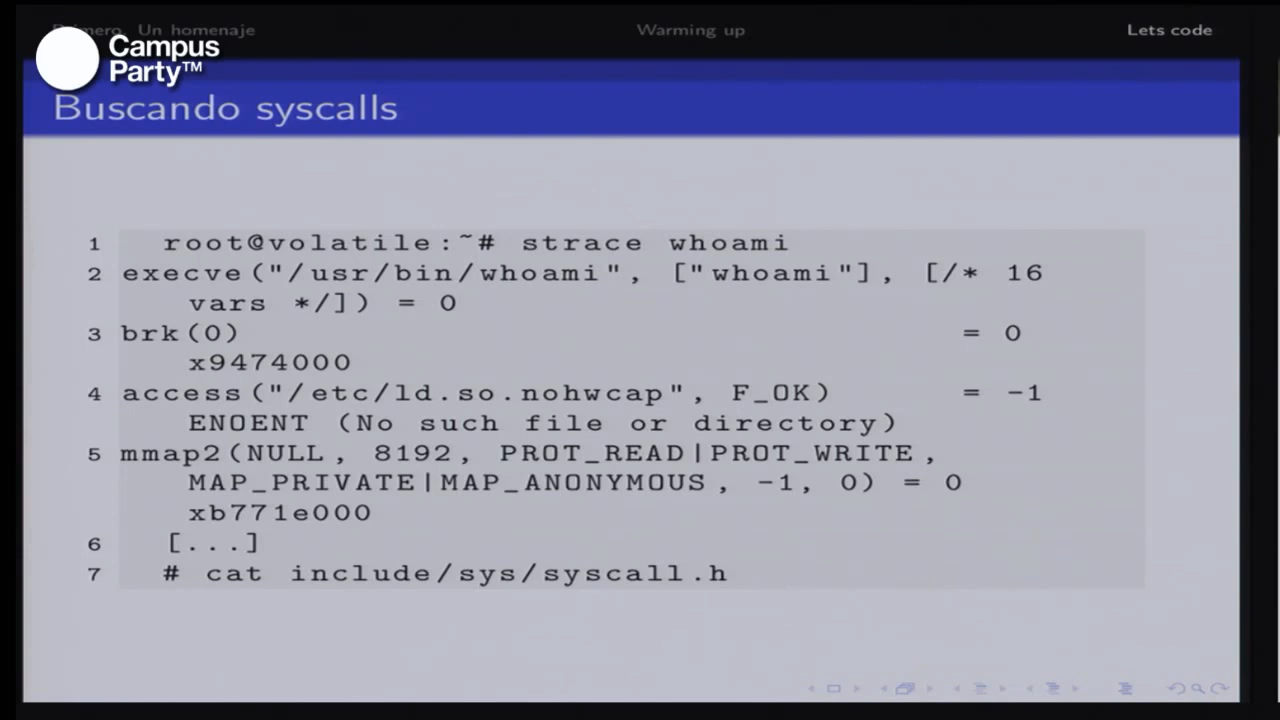 Primero, Un homenaje
Warming up
Lets code
Campus
Party™
Buscando syscalls
1 root@volatile:~# strace whoami
2 execve("/usr/bin/whoami", ["whoami"], [/* 16
vars */]) = 0
3 brk(0) = 0
x9474000
4 access("/etc/ld.so.nohwcap", F_OK) = -1
ENOENT (No such file or directory)
5 mmap2(NULL, 8192, PROT_READ|PROT_WRITE,
MAP_PRIVATE|MAP_ANONYMOUS, -1, 0) = 0
xb771e000
6 [...]
7 # cat include/sys/syscall.h